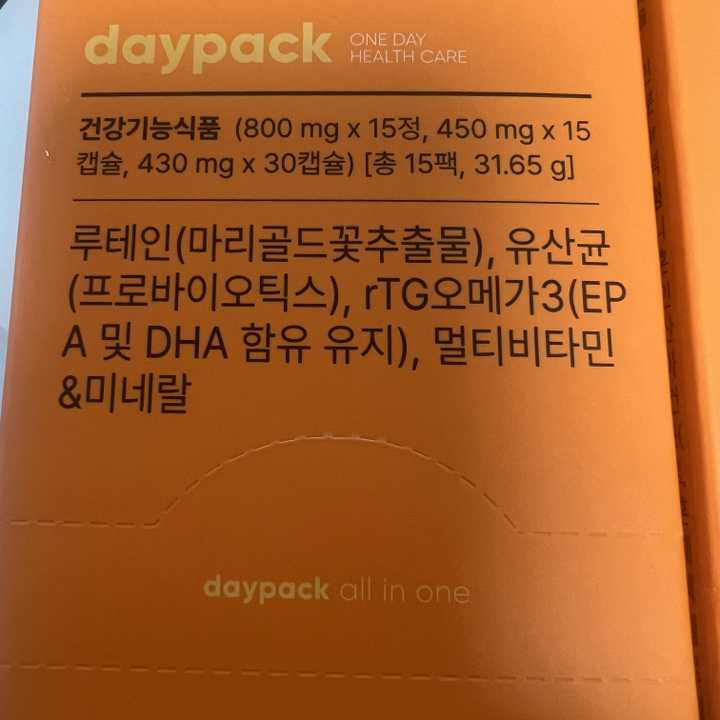 daypack ONE DAY
HEALTH CARE
건강기능식품 (800 mg x 15정, 450 mg x 15
캡슐, 430 mg x 30캡슐) [총 15팩, 31.65 g]
루테인(마리골드꽃추출물), 유산균
(프로바이오틱스), rTG오메가3(EP
A 및 DHA 함유 유지), 멀티비타민
&미네랄
daypack all in one